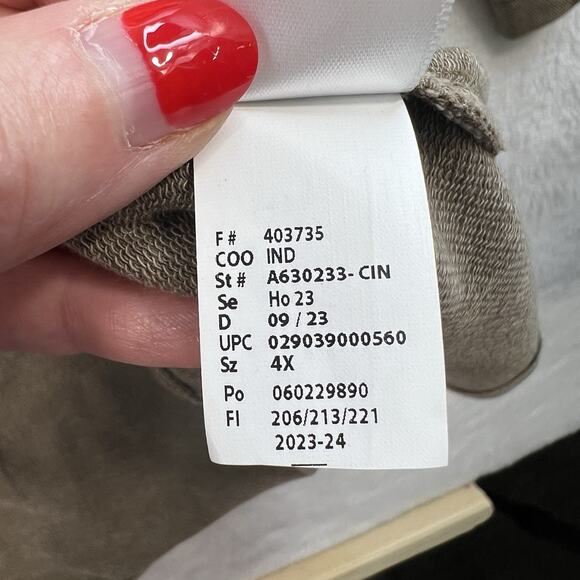 F # 403735
COO IND
St # A630233- CIN
Se Ho 23
D 09 / 23
UPC 029039000560
Sz 4X
Po 060229890
FI 206/213/221
2023-24